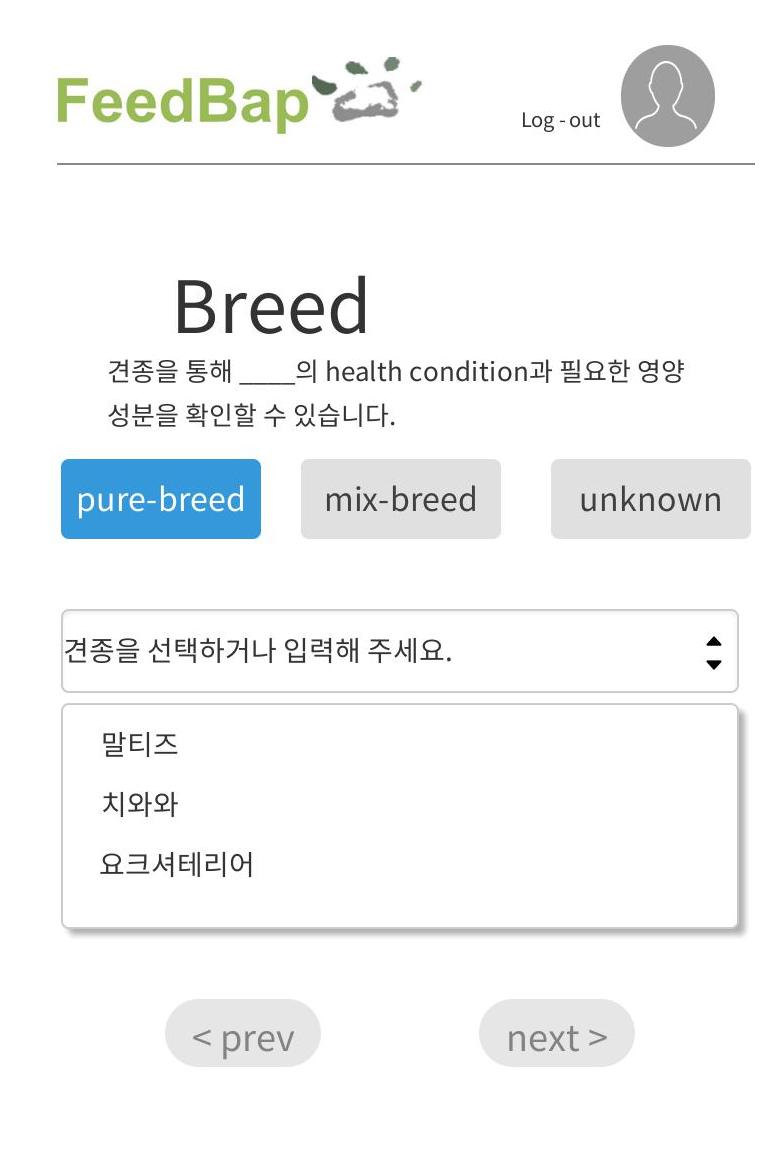 FeedBap
Log - out
Breed
견종을 통해 ____의 health condition과 필요한 영양
성분을 확인할 수 있습니다.
pure-breed mix-breed unknown
견종을 선택하거나 입력해 주세요.
말티즈
치와와
요크셔테리어
< prev next >